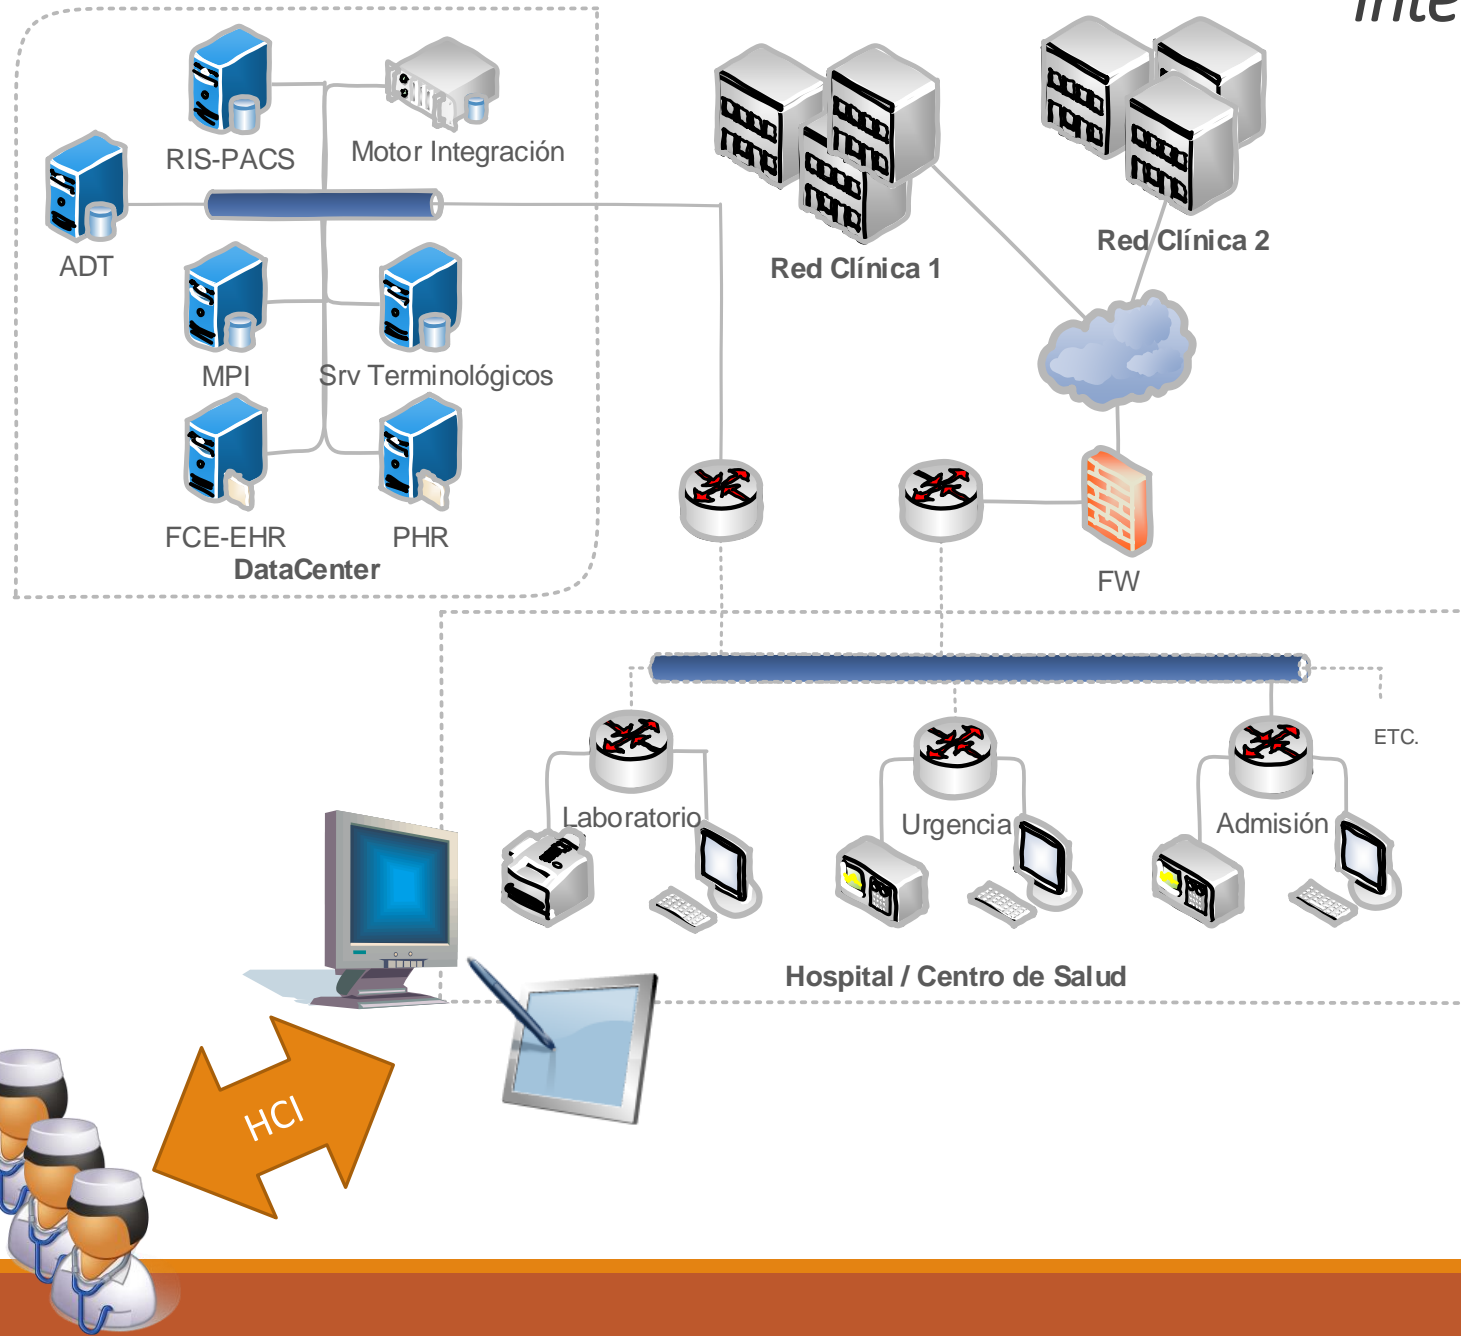 Inte
RIS-PACS
Motor Integración
ADT
MPI
Srv Terminológicos
FCE-EHR
PHR
DataCenter
Red Clínica 1
Red Clínica 2
FW
ETC.
Laboratorio
Urgencia
Admisión
Hospital / Centro de Salud
HCI